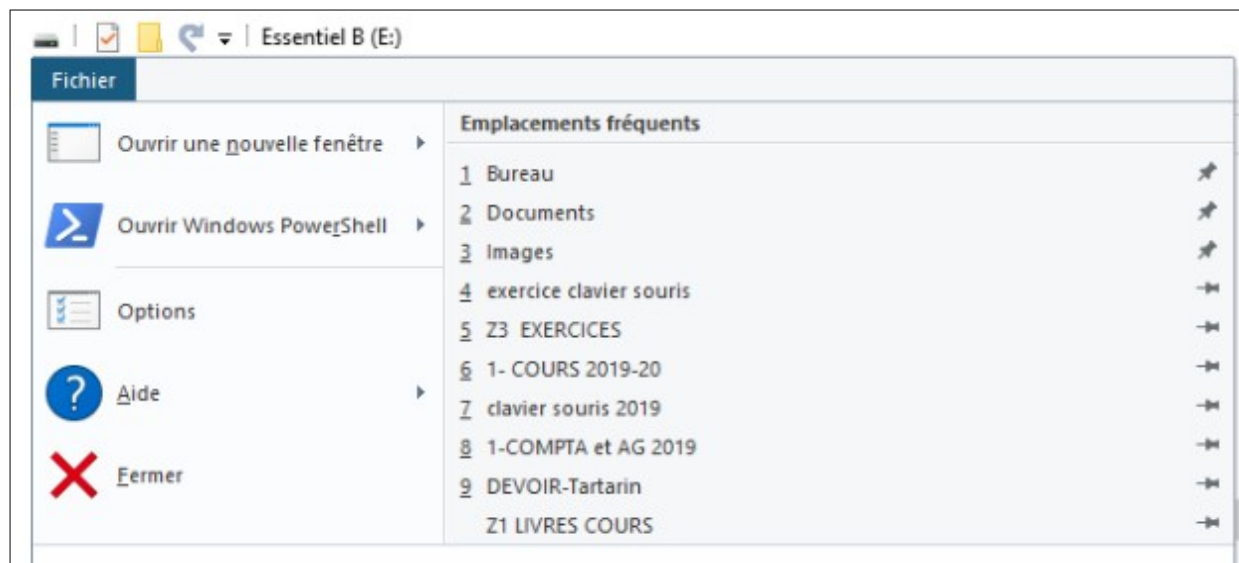 Essentiel B (E:)
Fichier
Ouvrir une nouvelle fenêtre
Ouvrir Windows PowerShell
Options
Aide
Fermer
Emplacements fréquents
1 Bureau
2 Documents
3 Images
4 exercice clavier souris
5 Z3 EXERCICES
6 1- COURS 2019-20
7 clavier souris 2019
8 1-COMPTA et AG 2019
9 DEVOIR-Tartarin
Z1 LIVRES COURS